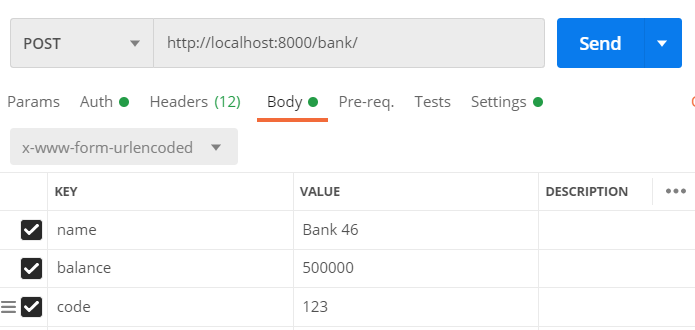 POST http://localhost:8000/bank/ Send
Params Auth Headers (12) Body Pre-req. Tests Settings
x-www-form-urlencoded
KEY VALUE DESCRIPTION
name Bank 46
balance 500000
code 123